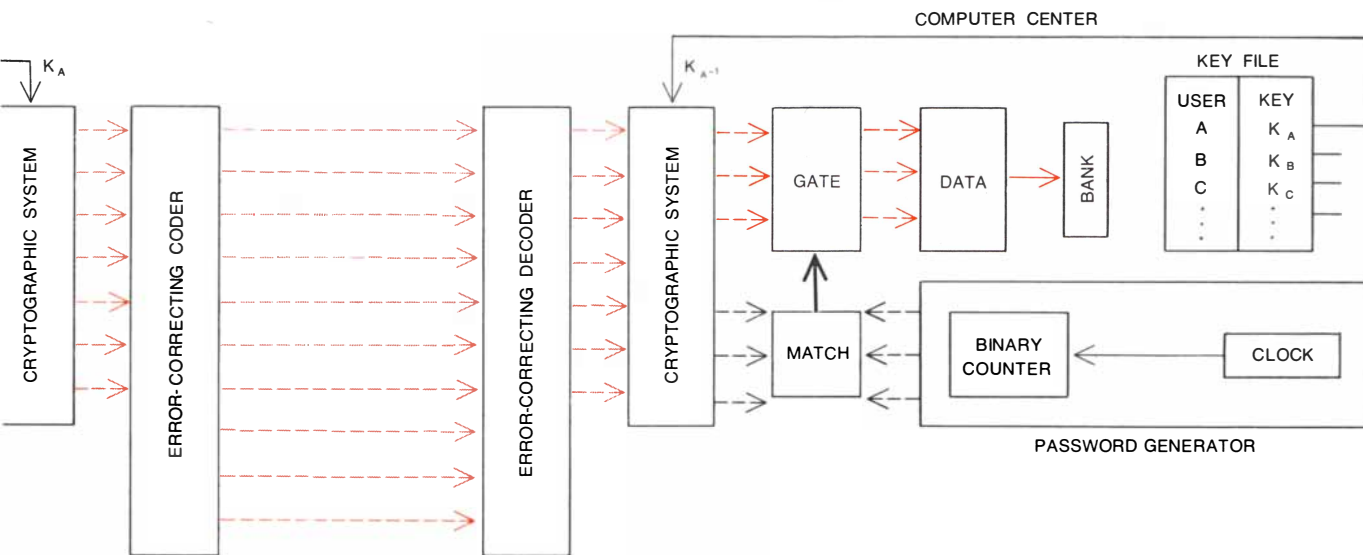 COMPUTER CENTER
K A
K A-1
KEY FILE
USER KEY
A K A
B K B
C K C
CRYPTOGRAPHIC SYSTEM
ERROR-CORRECTING CODER
ERROR-CORRECTING DECODER
CRYPTOGRAPHIC SYSTEM
GATE
DATA
BANK
MATCH
BINARY
COUNTER
CLOCK
PASSWORD GENERATOR